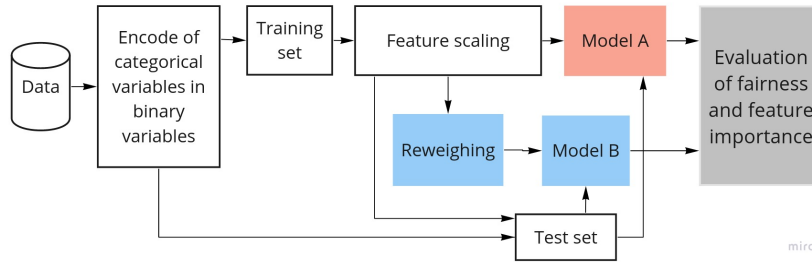 Data
Encode of
categorical
variables in
binary
variables
Training
set
Feature scaling
Model A
Reweighing
Model B
Test set
Evaluation
of fairness
and feature
importance